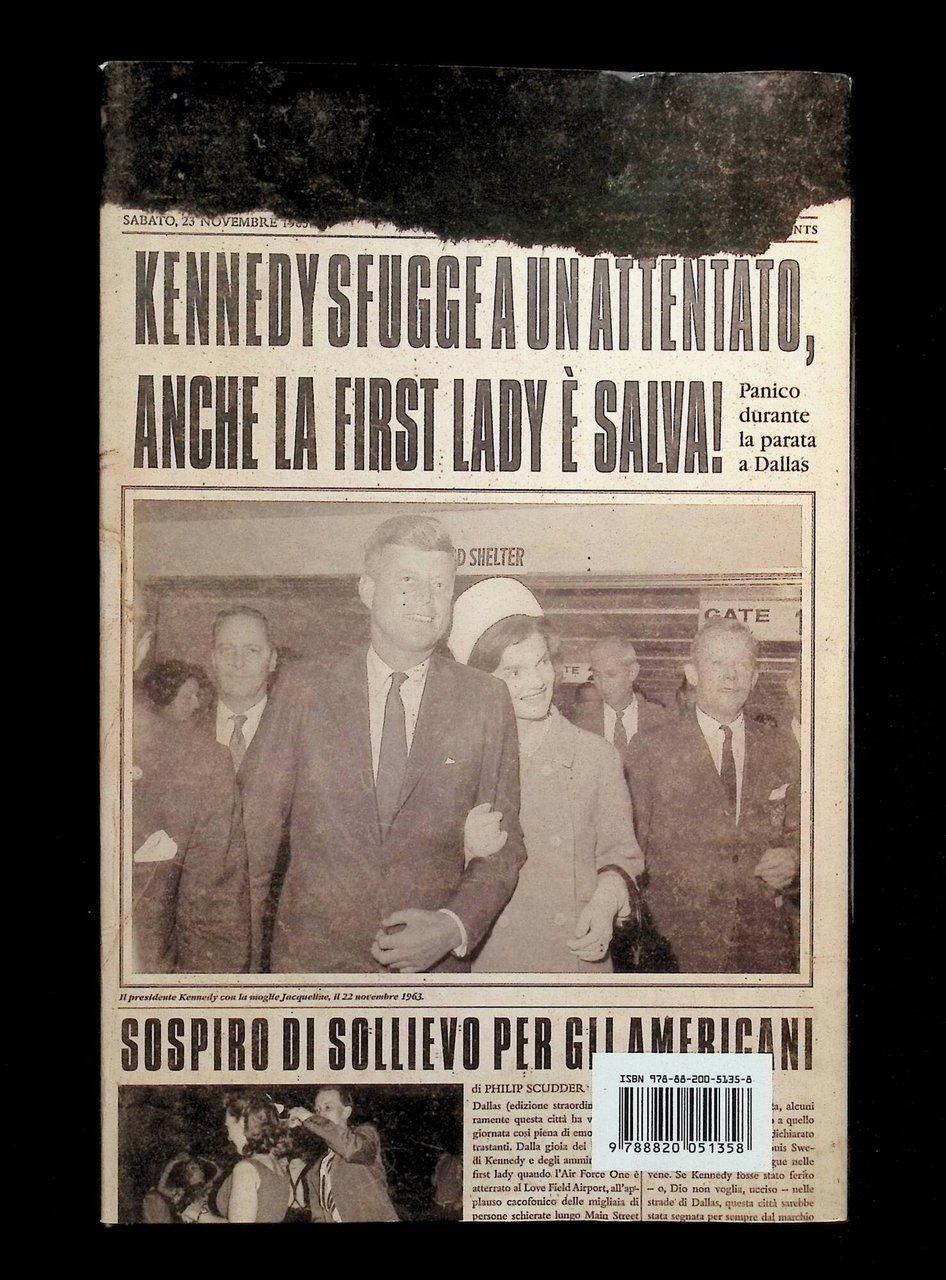 SABATO, 23 NOVEMBRE 1963
KENNEDY SFUGGE A UN ATTENTATO,
ANCHE LA FIRST LADY È SALVA!
Panico
durante
la parata
a Dallas
D SHELTER
GATE
Il presidente Kennedy con la moglie Jacqueline, il 22 novembre 1963.
SOSPIRO DI SOLLIEVO PER GLI AMERICANI
di PHILIP SCUDDER
Dallas (edizione straordin
ramente questa città ha v
giornata così piena di emo
trastanti. Dalla gioia del
di Kennedy e degli ammir
first lady quando l'Air Force One è
atterrato al Love Field Airport, all'ap-
plauso cacofonico delle migliaia di
persone schierate lungo Main Street
ta, alcuni
o a quello
dichiarato
ouis Swe-
gue nelle
vene. Se Kennedy fosse stato ferito
– o, Dio non voglia, ucciso – nelle
strade di Dallas, questa città sarebbe
stata segnata per sempre dal marchio
ISBN 978-88-200-5135-8
9 788820 051358